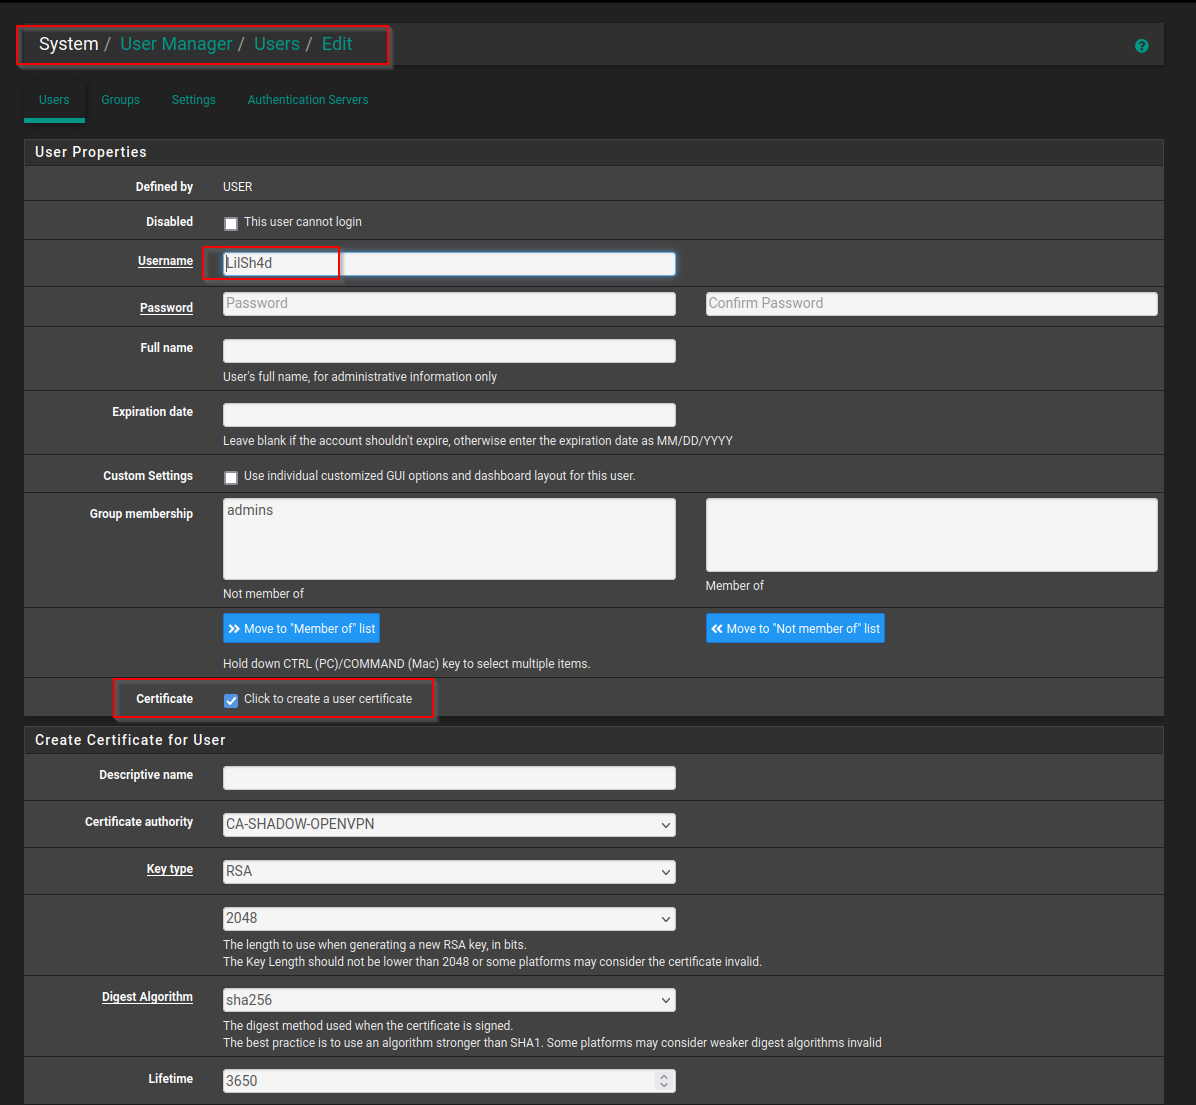 System / User Manager / Users / Edit
?
Users Groups Settings Authentication Servers
User Properties
Defined by USER
Disabled This user cannot login
Username LilSh4d
Password Password Confirm Password
Full name
User's full name, for administrative information only
Expiration date
Leave blank if the account shouldn't expire, otherwise enter the expiration date as MM/DD/YYYY
Custom Settings Use individual customized GUI options and dashboard layout for this user.
Group membership admins
Not member of Member of
Move to "Member of" list Move to "Not member of" list
Hold down CTRL (PC)/COMMAND (Mac) key to select multiple items.
Certificate Click to create a user certificate
Create Certificate for User
Descriptive name
Certificate authority CA-SHADOW-OPENVPN
Key type RSA
2048
The length to use when generating a new RSA key, in bits.
The Key Length should not be lower than 2048 or some platforms may consider the certificate invalid.
Digest Algorithm sha256
The digest method used when the certificate is signed.
The best practice is to use an algorithm stronger than SHA1. Some platforms may consider weaker digest algorithms invalid
Lifetime 3650